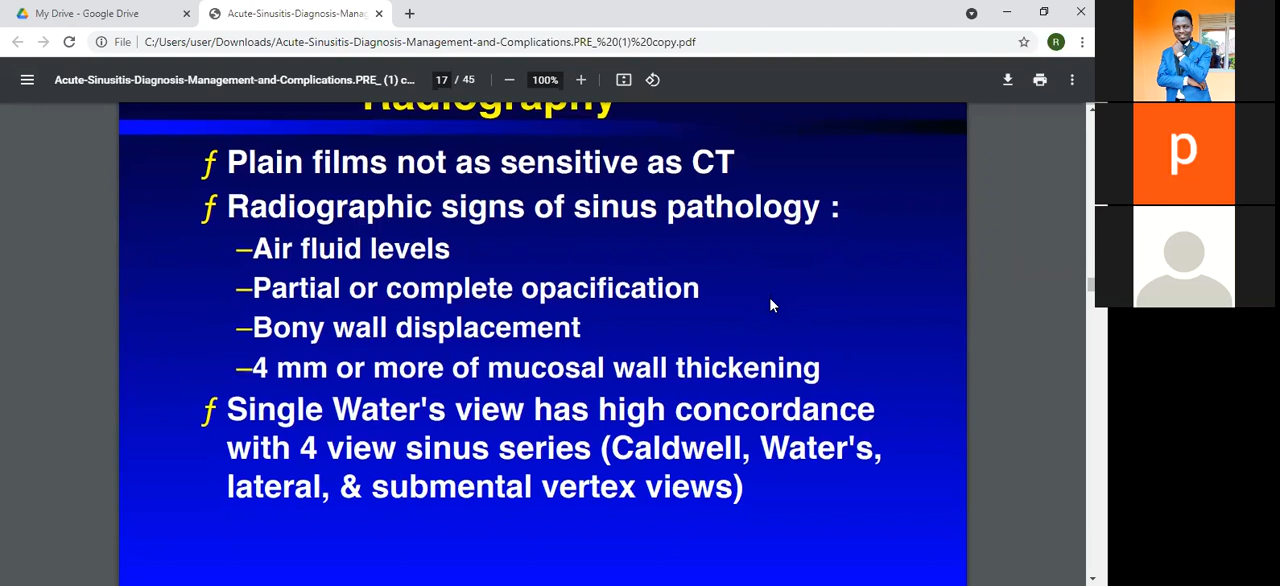 My Drive - Google Drive
Acute-Sinusitis-Diagnosis-Mana
File
C:/Users/user/Downloads/Acute-Sinusitis-Diagnosis-Management-and-Complications.PRE_%20(1)%20copy.pdf
R
Acute-Sinusitis-Diagnosis-Management-and-Complications.PRE_ (1) c...
17 / 45
100%
Radiography
ƒ Plain films not as sensitive as CT
ƒ Radiographic signs of sinus pathology :
–Air fluid levels
–Partial or complete opacification
–Bony wall displacement
–4 mm or more of mucosal wall thickening
ƒ Single Water's view has high concordance
with 4 view sinus series (Caldwell, Water's,
lateral, & submental vertex views)
p